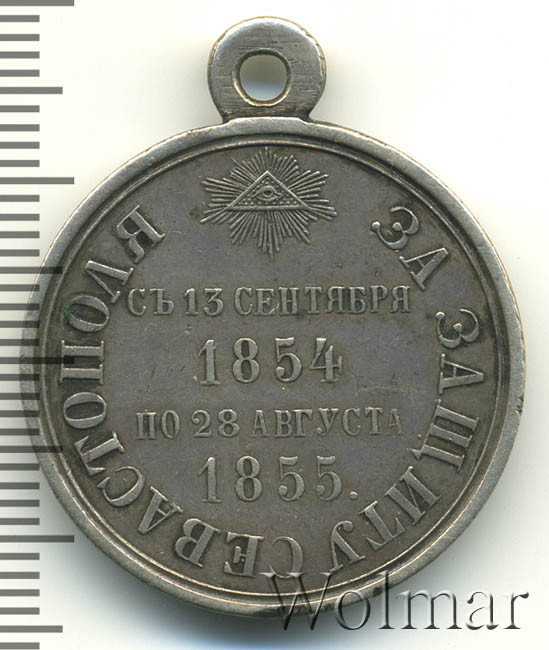 СЪ 13 СЕНТЯБРЯ
1854
ПО 28 АВГУСТА
1855.
ЗА ЗАЩИТУ СЕВАСТОПОЛЯ
Wolmar